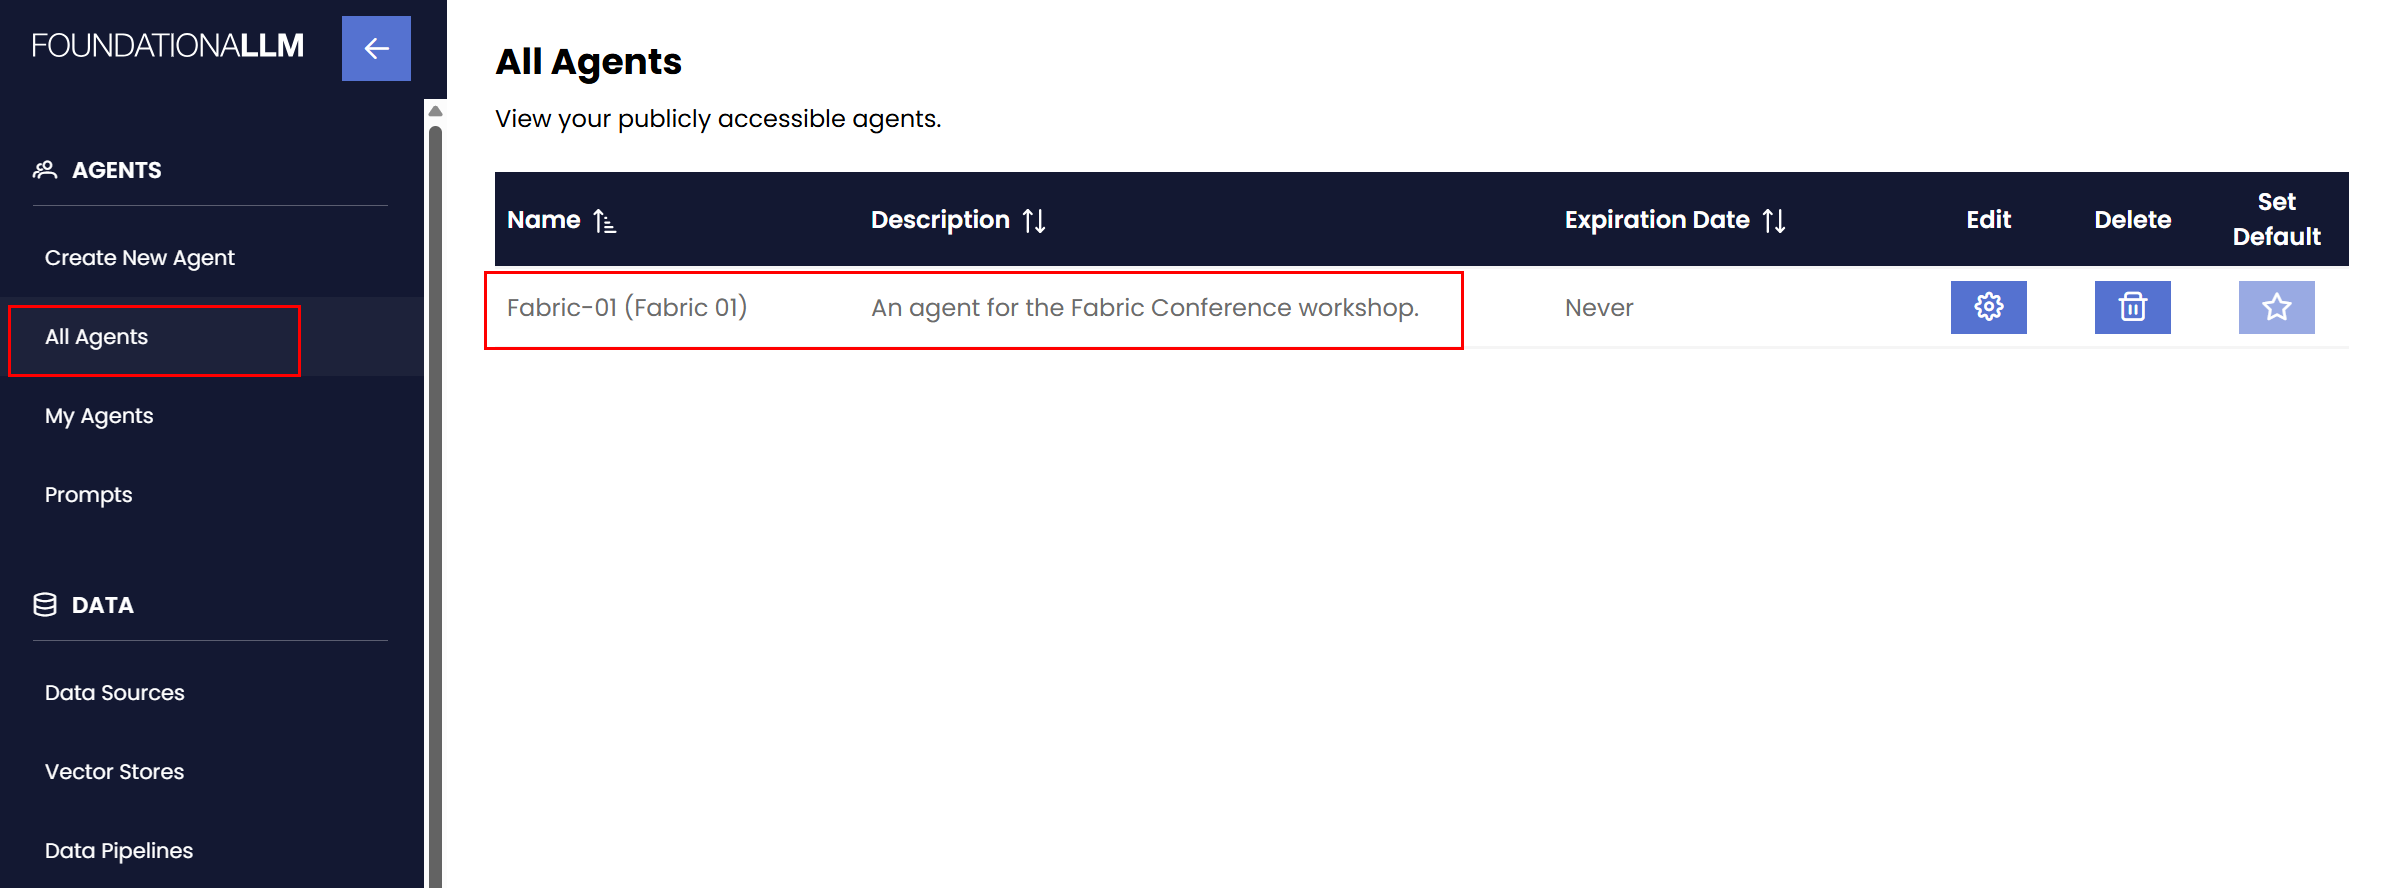 FOUNDATIONALLM
AGENTS
Create New Agent
All Agents
My Agents
Prompts
DATA
Data Sources
Vector Stores
Data Pipelines
All Agents
View your publicly accessible agents.
Name Description Expiration Date Edit Delete Set Default
Fabric-01 (Fabric 01) An agent for the Fabric Conference workshop. Never